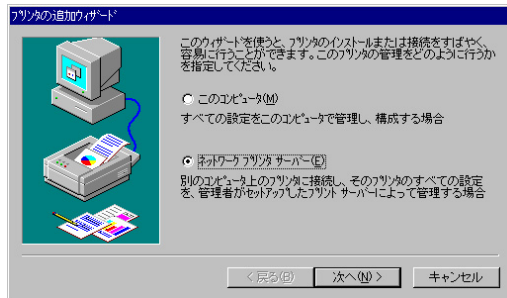 プリンタの追加ウィザード
このウィザードを使うと、プリンタのインストールまたは接続をすばやく、
容易に行うことができます。このプリンタの管理をどのように行うか
を指定してください。
このコンピュータ(M)
すべての設定をこのコンピュータで管理し、構成する場合
ネットワーク プリンタ サーバー(E)
別のコンピュータ上のプリンタに接続し、そのプリンタのすべての設定
を、管理者がセットアップしたプリント サーバーによって管理する場合
< 戻る(B)
次へ(N) >
キャンセル